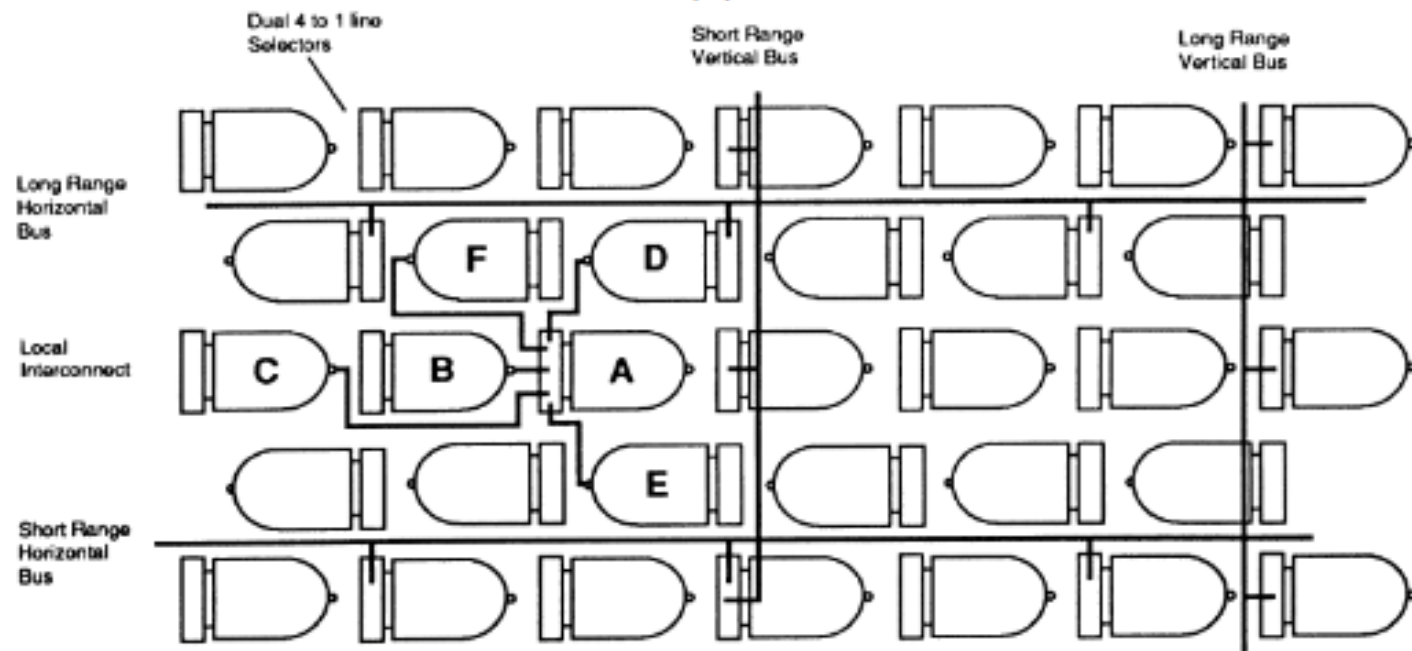 Dual 4 to 1 line
Selectors
Short Range
Vertical Bus
Long Range
Vertical Bus
Long Range
Horizontal
Bus
F
D
Local
Interconnect
C
B
A
E
Short Range
Horizontal
Bus